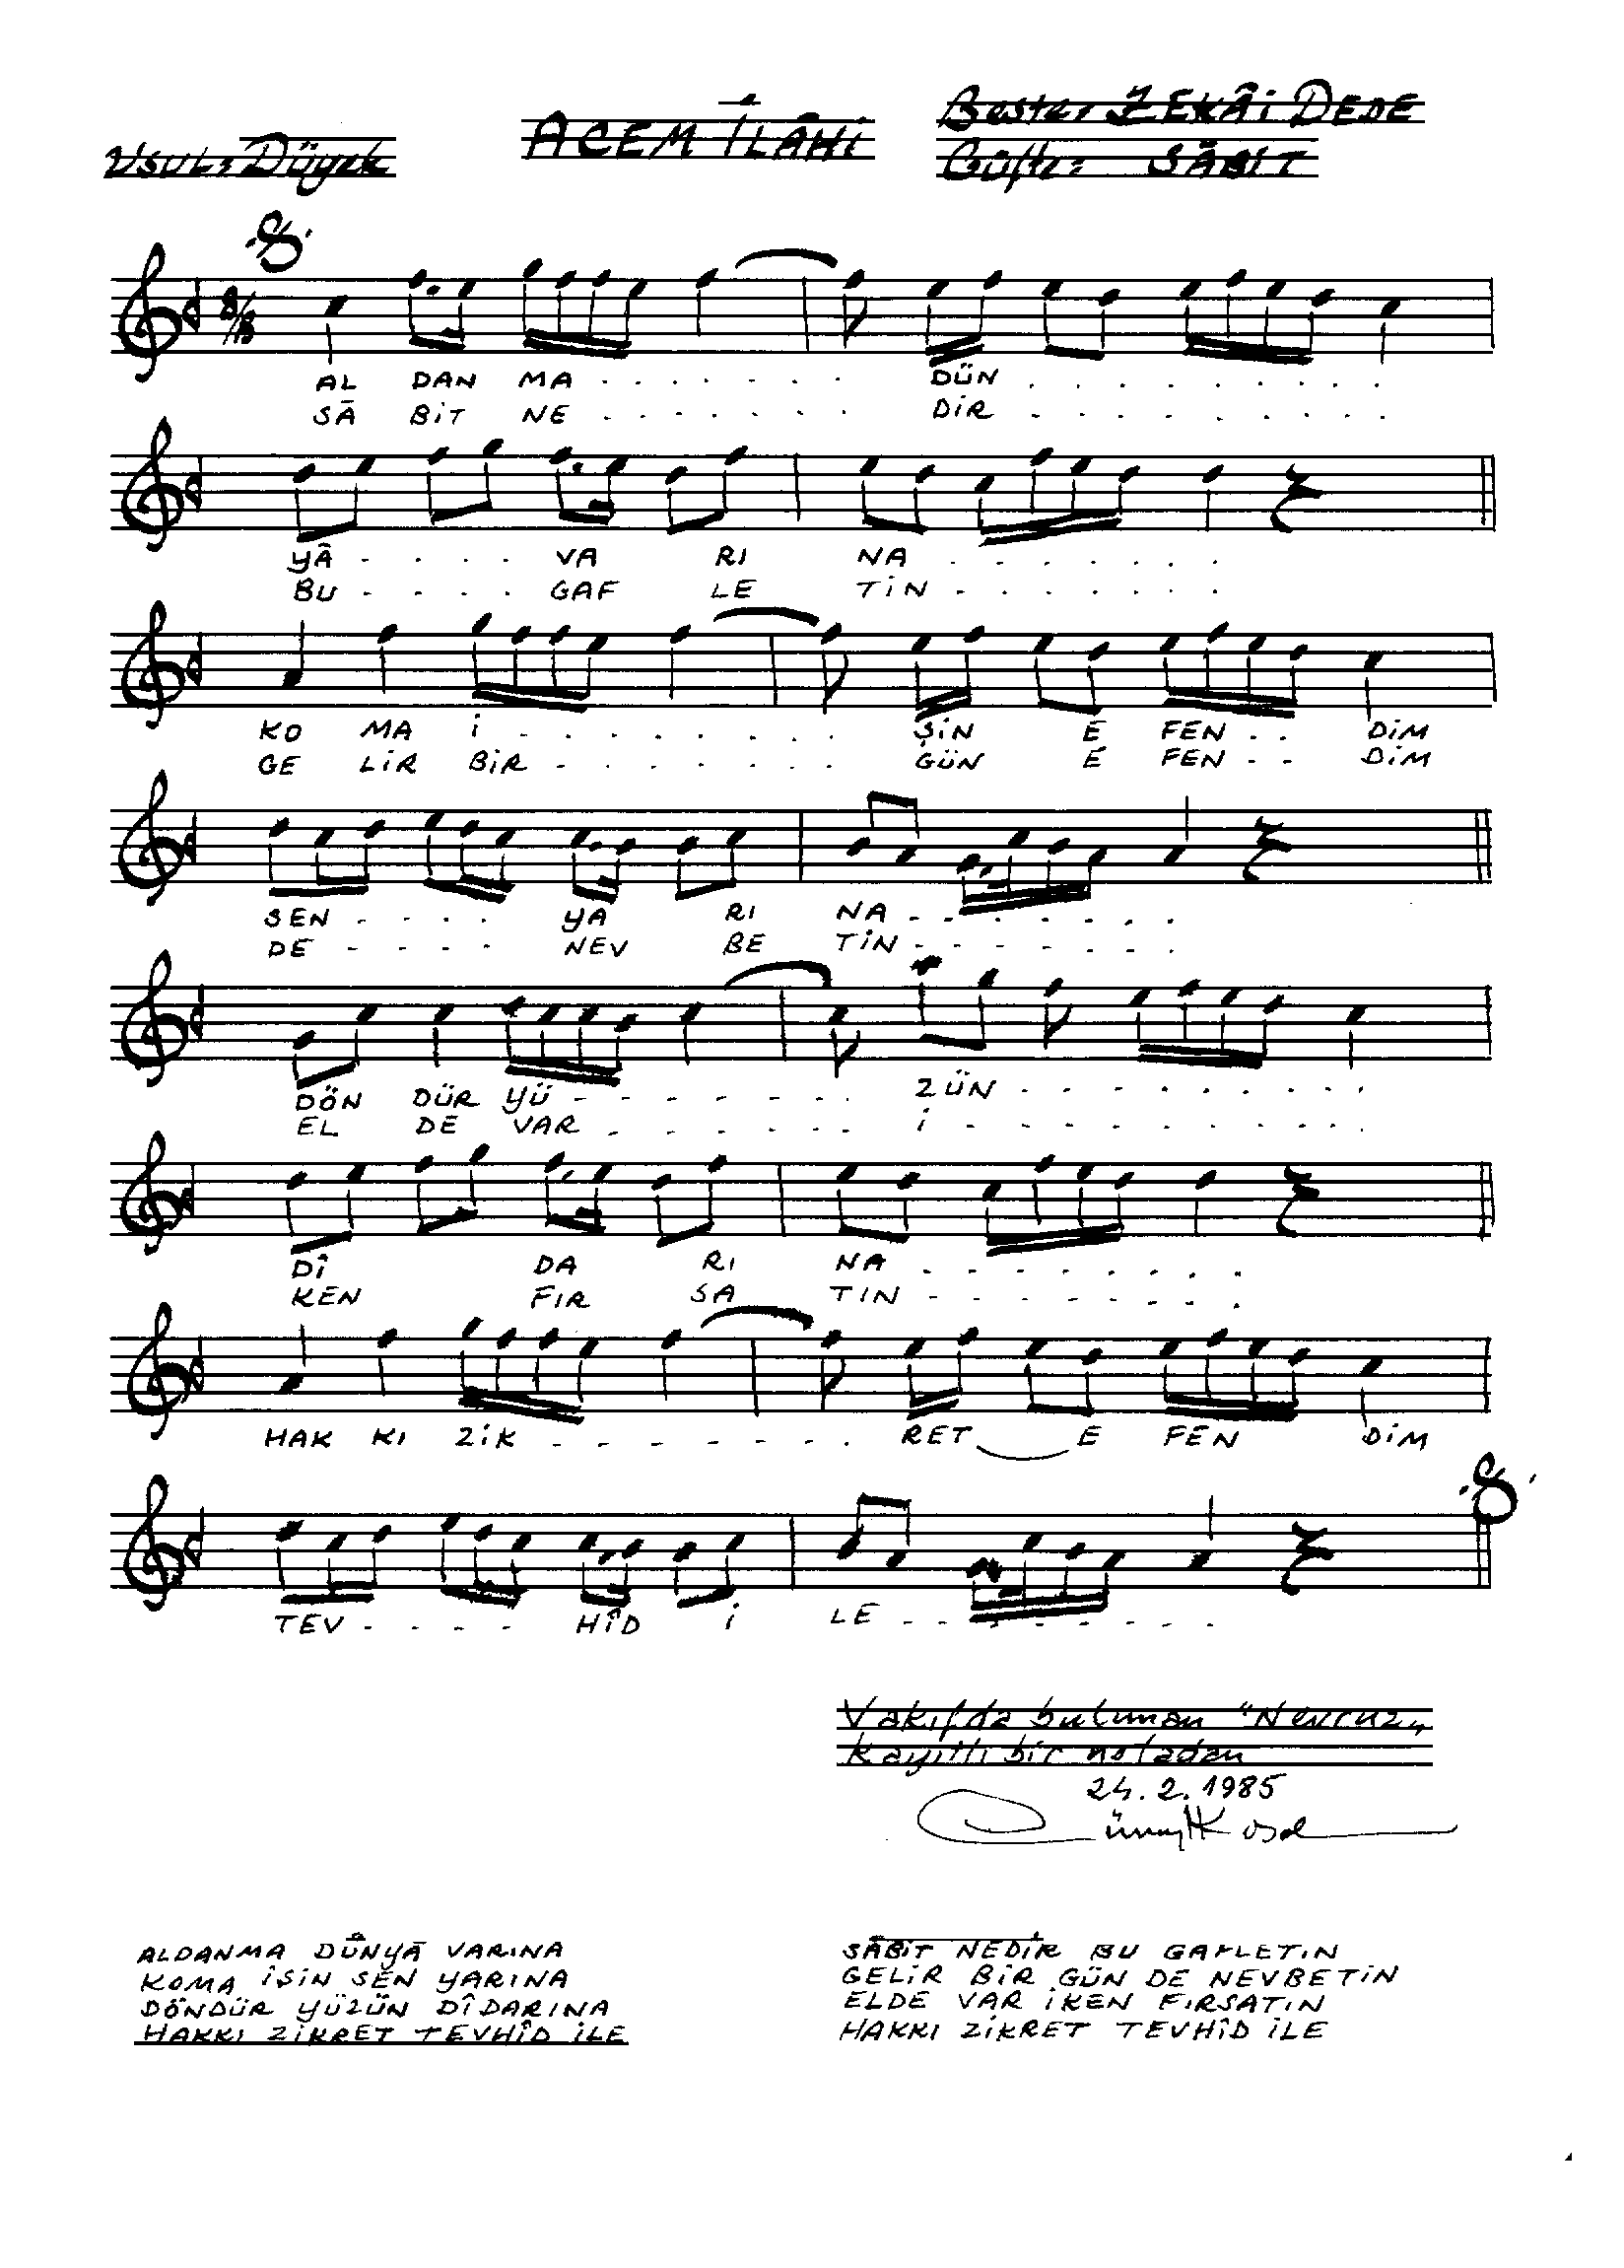 Usul: Düyek
ACEM İLÂHİ
Beste: ZEKÂİ DEDE
Güfte: SÂBİT
8/8
AL DAN MA . . . . . . . DÜN . . . . . . . . .
SÂ BİT NE . . . . . . . DİR . . . . . . . . .
YÂ . . . . VA RI NA . . . . . . .
BU . . . . GAF LE TİN . . . . . . .
KO MA İ . . . . . . . . ŞİN E FEN . . DİM
GE LİR BİR . . . . . . . GÜN E FEN . . DİM
SEN . . . . YA RI NA . . . . . . . .
DE . . . . NEV BE TİN . . . . . . .
DÖN DÜR YÜ . . . . . . . ZÜN . . . . . . . . .
EL DE VAR . . . . . . . İ . . . . . . . . . . .
DÎ DA RI NA . . . . . . . .
KEN FIR SA TIN . . . . . . . .
HAK KI ZİK . . . . . . . . RET E FEN DİM
TEV . . . . HÎD İ LE . . . . . . . .
Vakıfda bulunan "Nevruz„
kayıtlı bir notadan
24.2.1985
Cüneyt Kosal
ALDANMA DÜNYÂ VARINA
KOMA İŞİN SEN YARINA
DÖNDÜR YÜZÜN DÎDARINA
HAKKI ZİKRET TEVHÎD İLE
SÂBİT NEDİR BU GAFLETİN
GELİR BİR GÜN DE NEVBETİN
ELDE VAR İKEN FIRSATIN
HAKKI ZİKRET TEVHÎD İLE